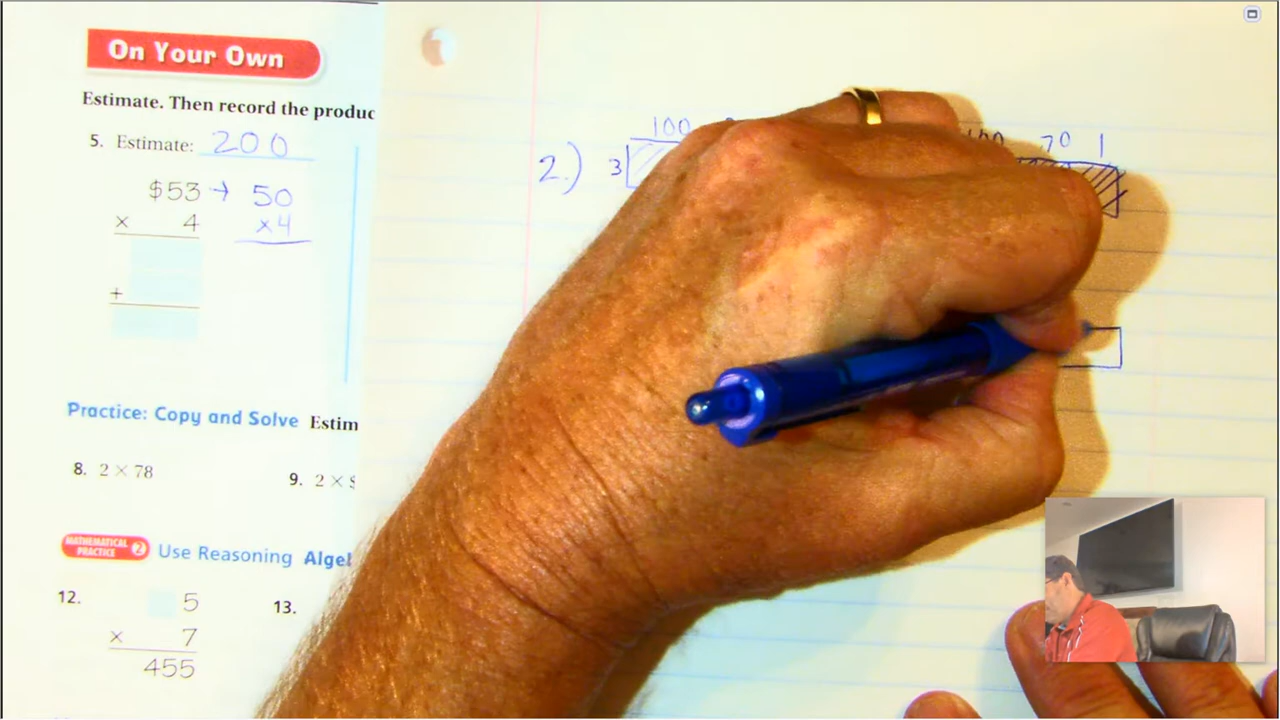 On Your Own
Estimate. Then record the produc
5. Estimate: 200
$53 → 50
× 4 ×4
+
Practice: Copy and Solve Estim
8. 2 × 78
9. 2 × $
MATHEMATICAL PRACTICE 2 Use Reasoning Algel
12. 5
× 7
455
13.
2.) 100
3
70 1